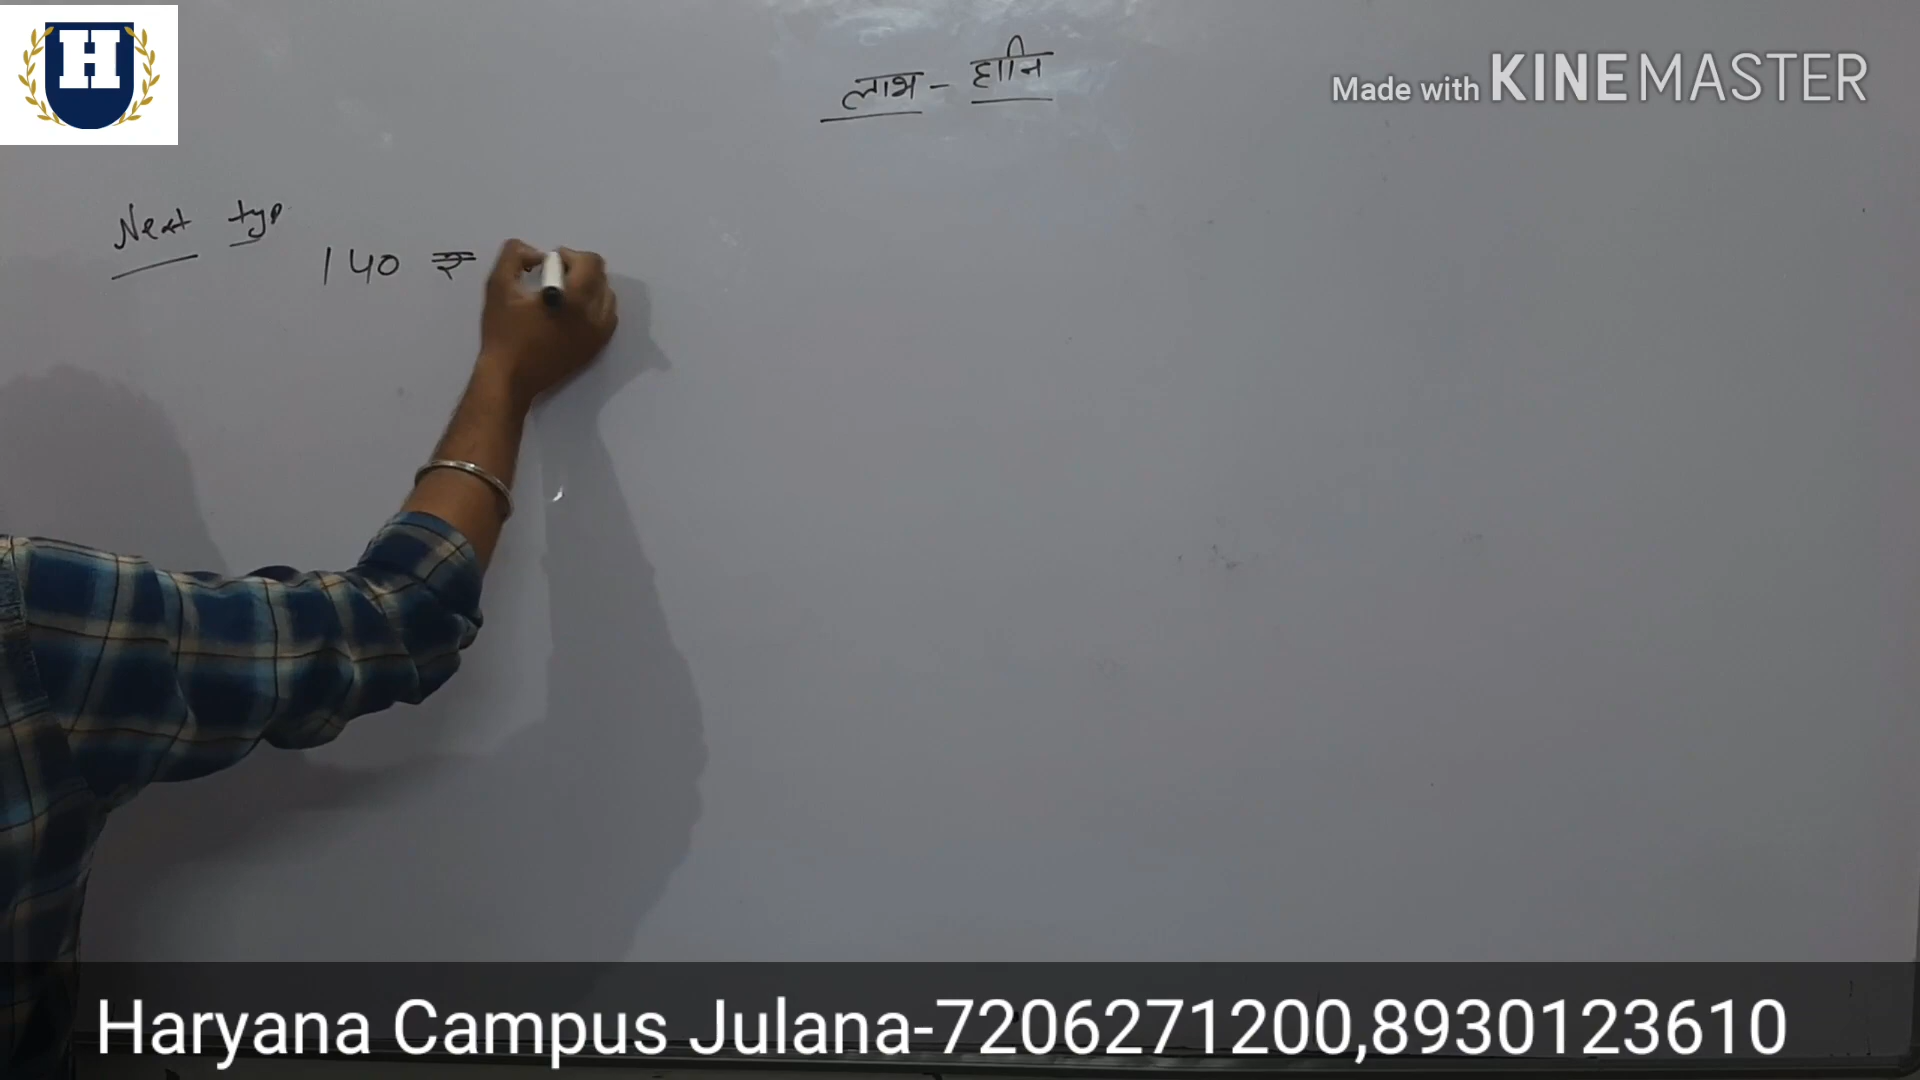 H
लाभ - हानि
Made with KINEMASTER
Next typ
140 ₹
Haryana Campus Julana-7206271200,8930123610